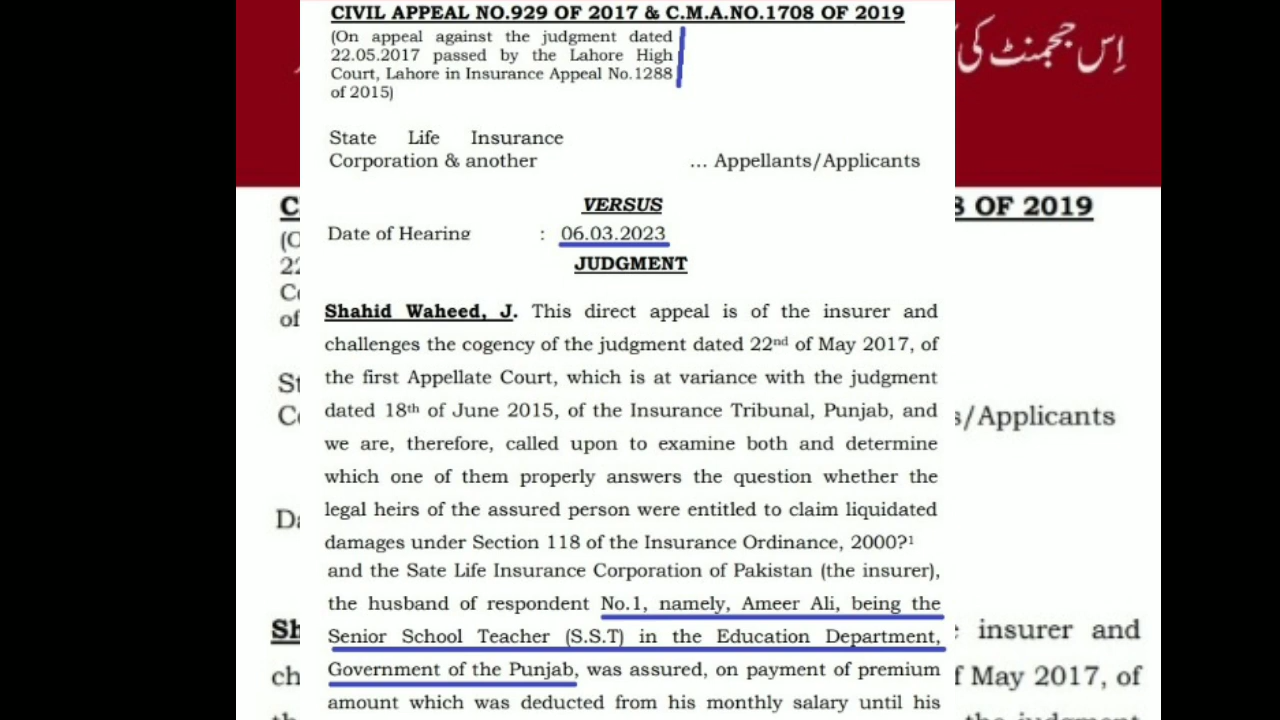 CIVIL APPEAL NO.929 OF 2017 & C.M.A.NO.1708 OF 2019
(On appeal against the judgment dated
22.05.2017 passed by the Lahore High
Court, Lahore in Insurance Appeal No.1288
of 2015)
اِس ججمنٹ کی
State Life Insurance
Corporation & another ... Appellants/Applicants
VERSUS
Date of Hearing : 06.03.2023
JUDGMENT
Shahid Waheed, J. This direct appeal is of the insurer and
challenges the cogency of the judgment dated 22nd of May 2017, of
the first Appellate Court, which is at variance with the judgment
dated 18th of June 2015, of the Insurance Tribunal, Punjab, and
we are, therefore, called upon to examine both and determine
which one of them properly answers the question whether the
legal heirs of the assured person were entitled to claim liquidated
damages under Section 118 of the Insurance Ordinance, 2000?1
and the Sate Life Insurance Corporation of Pakistan (the insurer),
the husband of respondent No.1, namely, Ameer Ali, being the
Senior School Teacher (S.S.T) in the Education Department,
Government of the Punjab, was assured, on payment of premium
amount which was deducted from his monthly salary until his
OF 2019
s/Applicants
insurer and
f May 2017, of
the judgment